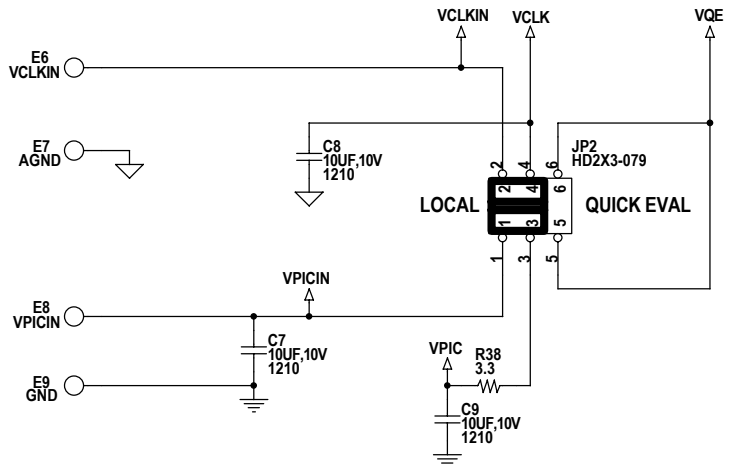 VCLKIN
VCLK
VQE
E6
VCLKIN
E7
AGND
C8
10UF,10V
1210
2
4
6
JP2
HD2X3-079
2
4
6
LOCAL
QUICK EVAL
1
3
5
1
3
5
VPICIN
E8
VPICIN
C7
10UF,10V
1210
VPIC
R38
3.3
E9
GND
C9
10UF,10V
1210